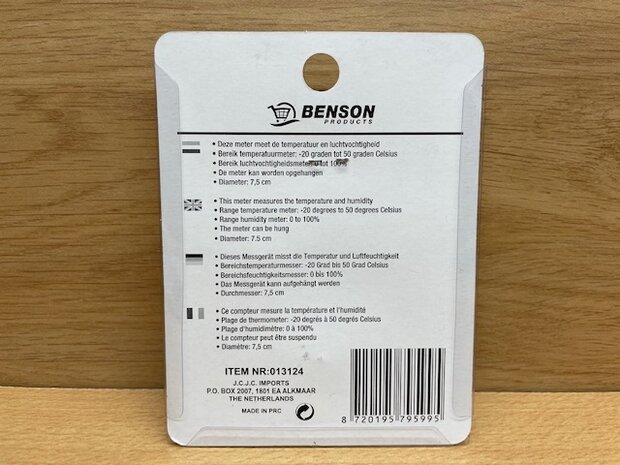 BENSON
PRODUCTS
• Deze meter meet de temperatuur en luchtvochtigheid
• Bereik temperatuurmeter: -20 graden tot 50 graden Celsius
• Bereik luchtvochtigheidsmeter: tot 100%
• De meter kan worden opgehangen
• Diameter: 7,5 cm
• This meter measures the temperature and humidity
• Range temperature meter: -20 degrees to 50 degrees Celsius
• Range humidity meter: 0 to 100%
• The meter can be hung
• Diameter: 7.5 cm
• Dieses Messgerät misst die Temperatur und Luftfeuchtigkeit
• Bereichstemperaturmesser: -20 Grad bis 50 Grad Celsius
• Bereichsfeuchtigkeitsmesser: 0 bis 100%
• Das Messgerät kann aufgehängt werden
• Durchmesser: 7,5 cm
• Ce compteur mesure la température et l'humidité
• Plage de thermometer: -20 degrés à 50 degrés Celsius
• Plage d'humidimètre: 0 à 100%
• Le compteur peut être suspendu
• Diamètre: 7,5 cm
ITEM NR:013124
J.C.J.C. IMPORTS
P.O. BOX 2007, 1801 EA ALKMAAR
THE NETHERLANDS
MADE IN PRC
8 720195 795995